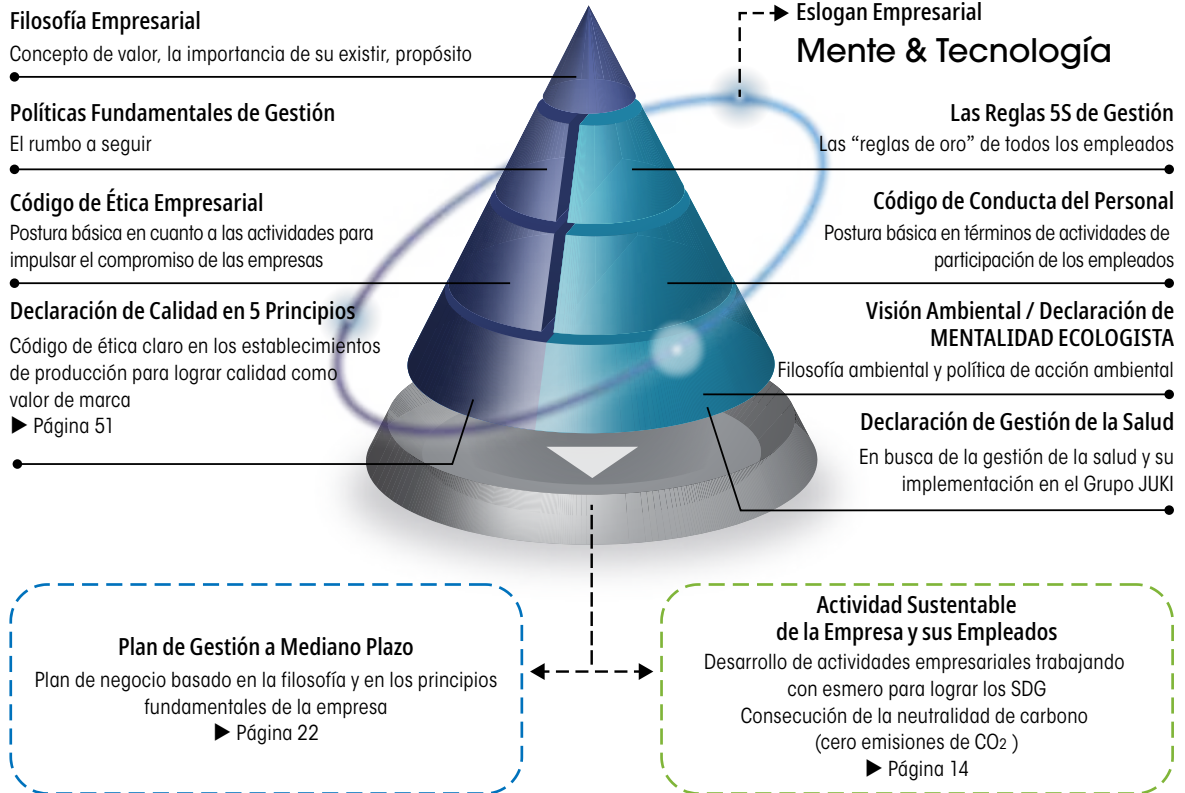 Filosofía Empresarial
Concepto de valor, la importancia de su existir, propósito
Políticas Fundamentales de Gestión
El rumbo a seguir
Código de Ética Empresarial
Postura básica en cuanto a las actividades para
impulsar el compromiso de las empresas
Declaración de Calidad en 5 Principios
Código de ética claro en los establecimientos
de producción para lograr calidad como
valor de marca
▶ Página 51
Eslogan Empresarial
Mente & Tecnología
Las Reglas 5S de Gestión
Las “reglas de oro” de todos los empleados
Código de Conducta del Personal
Postura básica en términos de actividades de
participación de los empleados
Visión Ambiental / Declaración de
MENTALIDAD ECOLOGISTA
Filosofía ambiental y política de acción ambiental
Declaración de Gestión de la Salud
En busca de la gestión de la salud y su
implementación en el Grupo JUKI
Plan de Gestión a Mediano Plazo
Plan de negocio basado en la filosofía y en los principios
fundamentales de la empresa
▶ Página 22
Actividad Sustentable
de la Empresa y sus Empleados
Desarrollo de actividades empresariales trabajando
con esmero para lograr los SDG
Consecución de la neutralidad de carbono
(cero emisiones de CO2 )
▶ Página 14